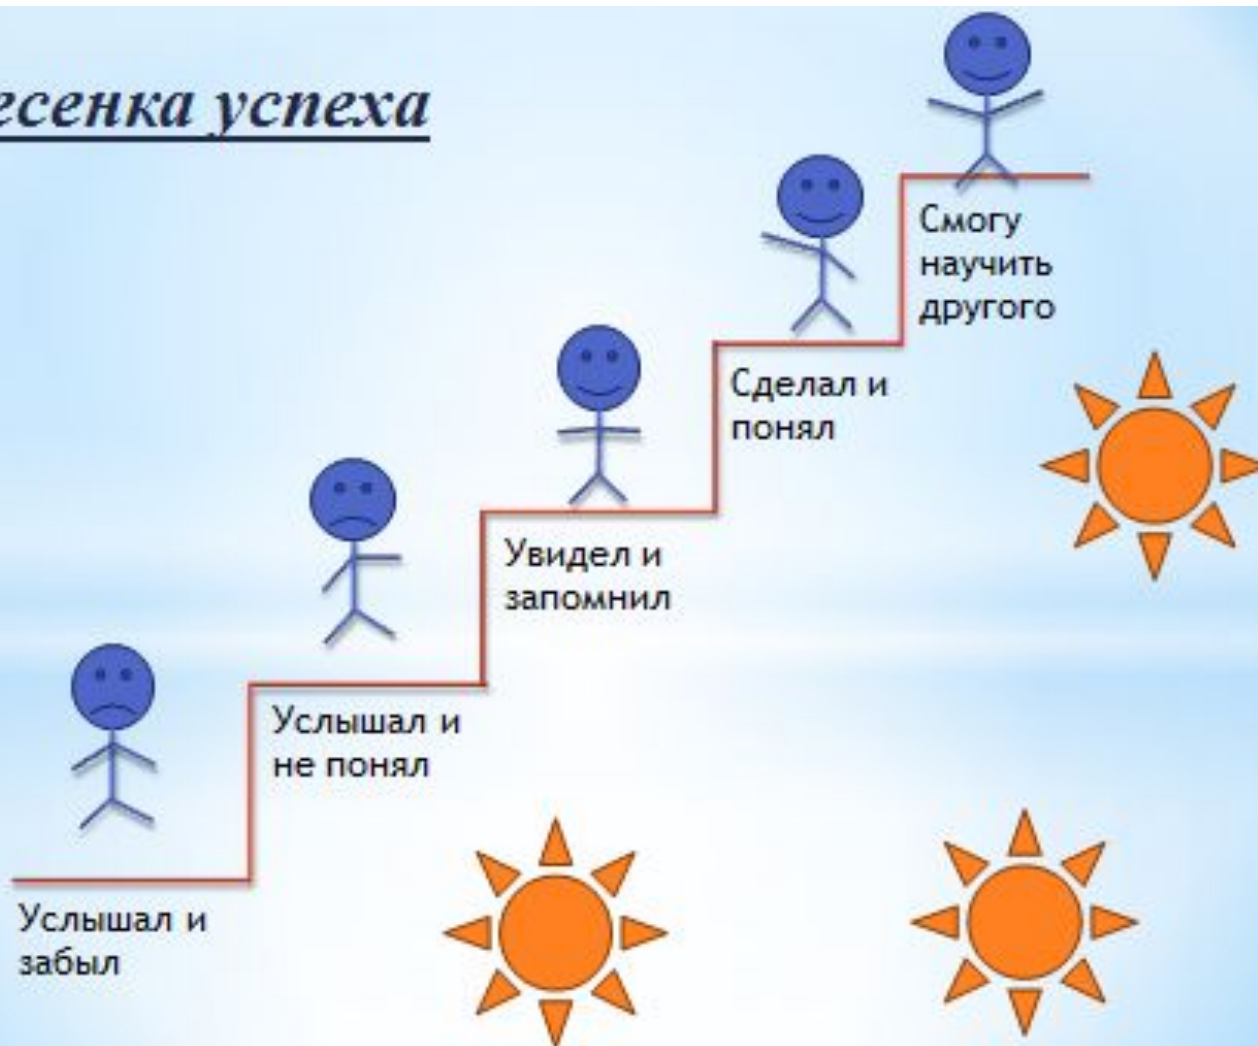 есенка успеха
Смогу
научить
другого
Сделал и
понял
Увидел и
запомнил
Услышал и
не понял
Услышал и
забыл